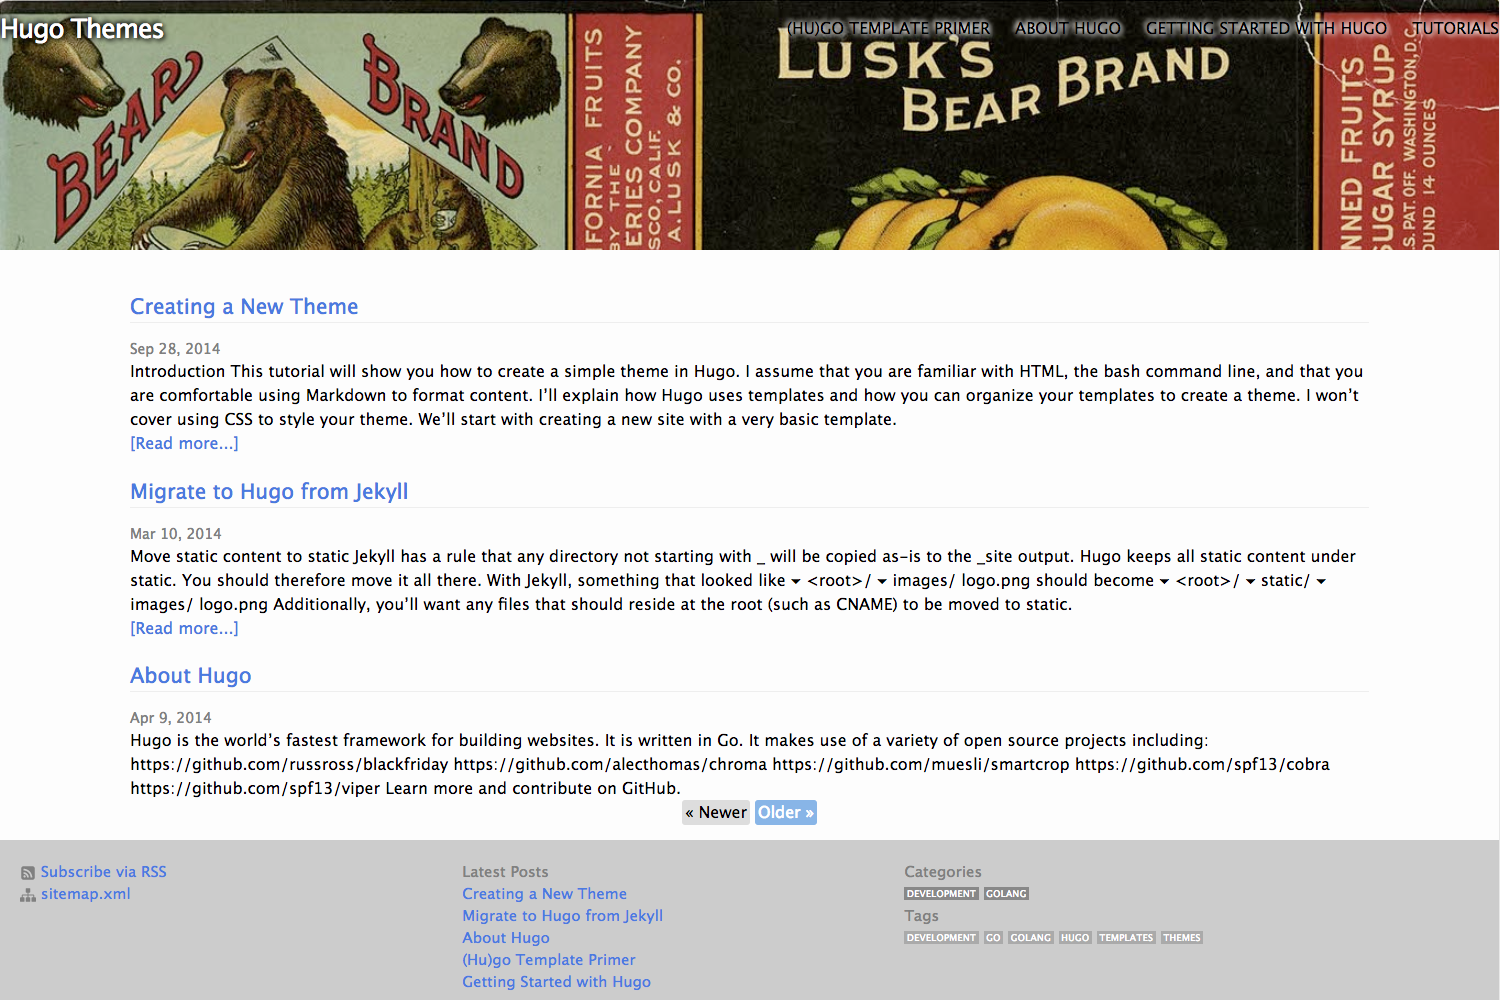 Hugo Themes
(HU)GO TEMPLATE PRIMER ABOUT HUGO GETTING STARTED WITH HUGO TUTORIALS
BEAR BRAND
IFORNIA FRUITS
BY THE
ERIES COMPANY
SCO, CALIF.
A. LUSK & CO.
LUSK'S
BEAR BRAND
NNED FRUITS
SUGAR SYRUP
S. PAT. OFF. WASHINGTON, D.C.
OUND 14 OUNCES
Creating a New Theme
Sep 28, 2014
Introduction This tutorial will show you how to create a simple theme in Hugo. I assume that you are familiar with HTML, the bash command line, and that you
are comfortable using Markdown to format content. I’ll explain how Hugo uses templates and how you can organize your templates to create a theme. I won’t
cover using CSS to style your theme. We’ll start with creating a new site with a very basic template.
[Read more...]
Migrate to Hugo from Jekyll
Mar 10, 2014
Move static content to static Jekyll has a rule that any directory not starting with _ will be copied as-is to the _site output. Hugo keeps all static content under
static. You should therefore move it all there. With Jekyll, something that looked like ▾ <root>/ ▾ images/ logo.png should become ▾ <root>/ ▾ static/ ▾
images/ logo.png Additionally, you’ll want any files that should reside at the root (such as CNAME) to be moved to static.
[Read more...]
About Hugo
Apr 9, 2014
Hugo is the world’s fastest framework for building websites. It is written in Go. It makes use of a variety of open source projects including:
https://github.com/russross/blackfriday https://github.com/alecthomas/chroma https://github.com/muesli/smartcrop https://github.com/spf13/cobra
https://github.com/spf13/viper Learn more and contribute on GitHub.
« Newer Older »
Subscribe via RSS
sitemap.xml
Latest Posts
Creating a New Theme
Migrate to Hugo from Jekyll
About Hugo
(Hu)go Template Primer
Getting Started with Hugo
Categories
DEVELOPMENT GOLANG
Tags
DEVELOPMENT GO GOLANG HUGO TEMPLATES THEMES